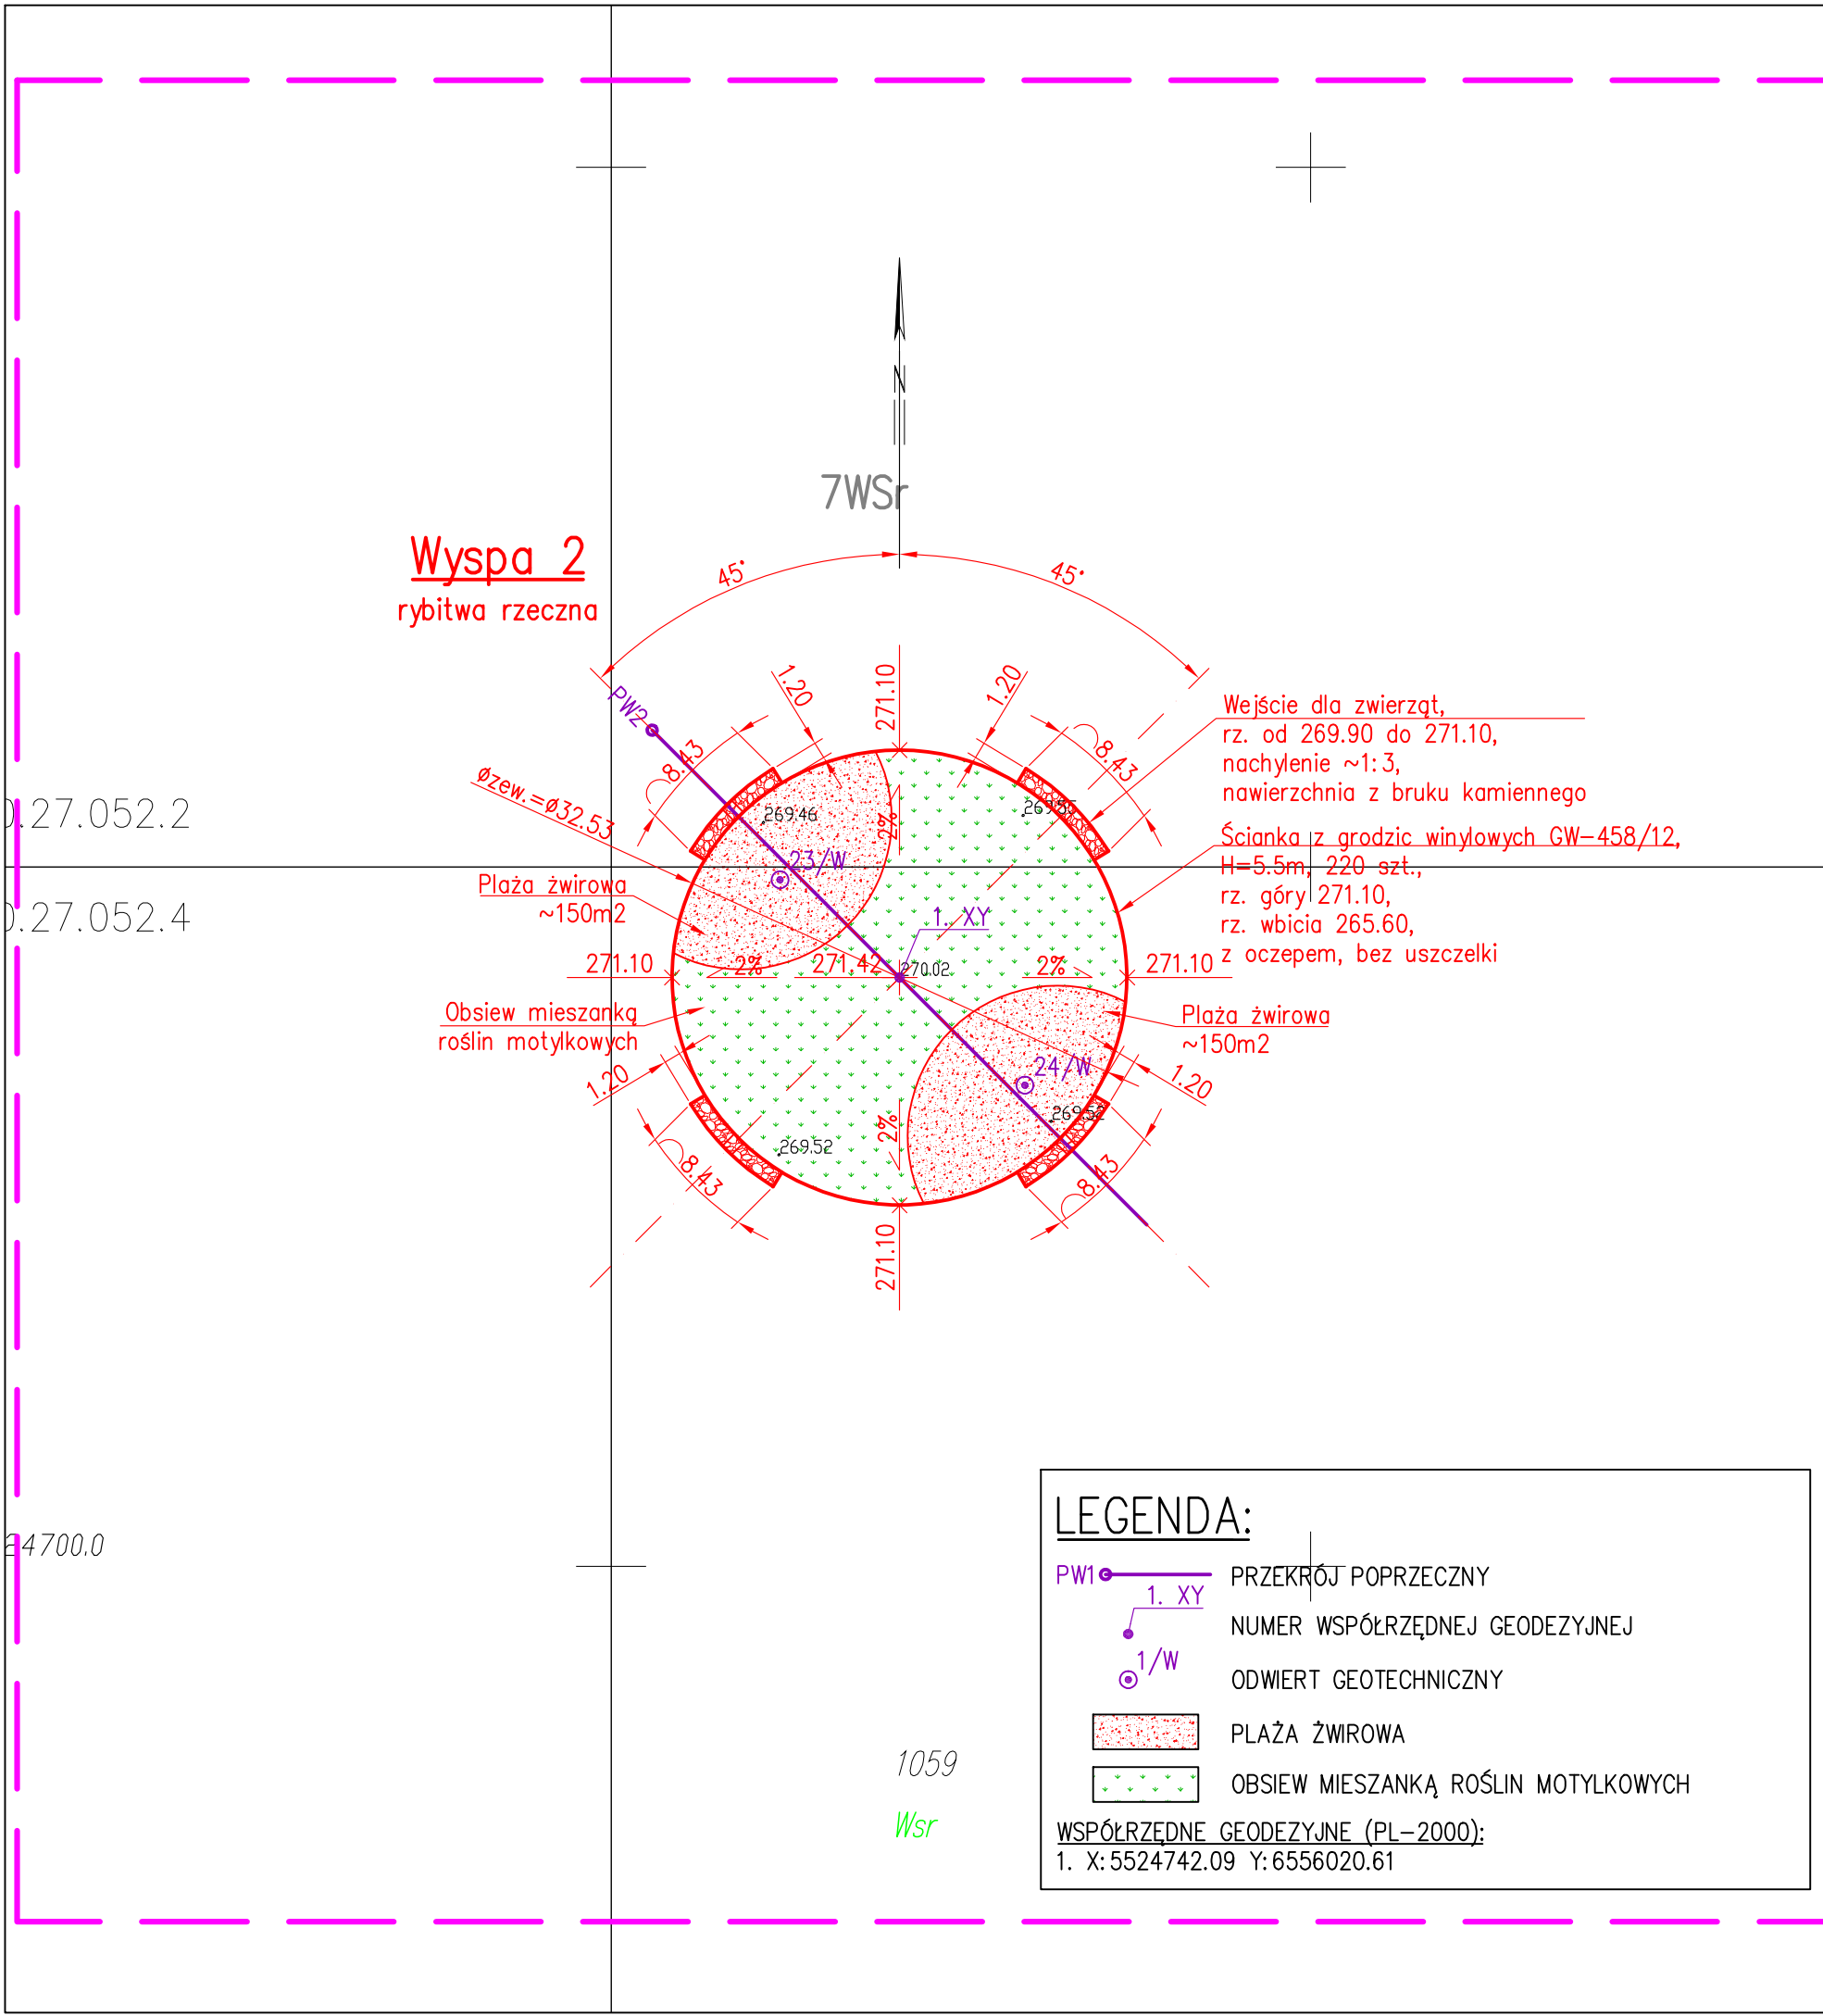 N
7WSr
Wyspa 2
rybitwa rzeczna
45°
45°
PW2
1.20
271.10
1.20
8.43
8.43
Wejście dla zwierząt,
rz. od 269.90 do 271.10,
nachylenie ~1:3,
nawierzchnia z bruku kamiennego
øzew.=ø32.53
269.46
2%
0.27.052.2
Ścianka z grodzic winylowych GW-458/12,
H=5.5m, 220 szt.,
rz. góry 271.10,
rz. wbicia 265.60,
z oczepem, bez uszczelki
23/W
Plaża żwirowa
~150m2
0.27.052.4
1. XY
271.10
2%
271.42
270.02
2%
271.10
Obsiew mieszanką
roślin motylkowych
Plaża żwirowa
~150m2
1.20
24/W
1.20
269.52
2%
269.52
8.43
8.43
271.10
LEGENDA:
PW1
PRZEKRÓJ POPRZECZNY
1. XY
NUMER WSPÓŁRZĘDNEJ GEODEZYJNEJ
1/W
ODWIERT GEOTECHNICZNY
PLAŻA ŻWIROWA
OBSIEW MIESZANKĄ ROŚLIN MOTYLKOWYCH
WSPÓŁRZĘDNE GEODEZYJNE (PL-2000):
1. X:5524742.09 Y:6556020.61
24700.0
1059
Wsr